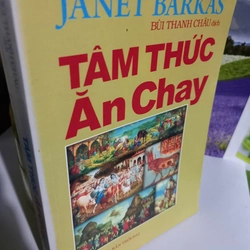 JANET BARKAS
BÙI THANH CHÂU dịch
TÂM THỨC
Ăn Chay